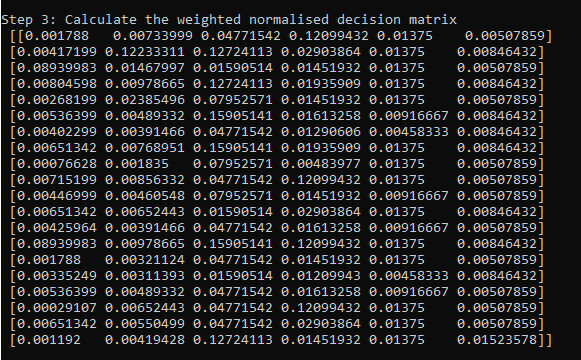 Step 3: Calculate the weighted normalised decision matrix
[[0.001788 0.00733999 0.04771542 0.12099432 0.01375 0.00507859]
[0.00417199 0.12233311 0.12724113 0.02903864 0.01375 0.00846432]
[0.08939983 0.01467997 0.01590514 0.01451932 0.01375 0.00507859]
[0.00804598 0.00978665 0.12724113 0.01935909 0.01375 0.00846432]
[0.00268199 0.02385496 0.07952571 0.01451932 0.01375 0.00507859]
[0.00536399 0.00489332 0.15905141 0.01613258 0.00916667 0.00507859]
[0.00402299 0.00391466 0.04771542 0.01290606 0.00458333 0.00846432]
[0.00651342 0.00768951 0.15905141 0.01935909 0.01375 0.00846432]
[0.00076628 0.001835 0.07952571 0.00483977 0.01375 0.00507859]
[0.00715199 0.00856332 0.04771542 0.12099432 0.01375 0.00507859]
[0.00446999 0.00460548 0.07952571 0.01451932 0.00916667 0.00507859]
[0.00651342 0.00652443 0.01590514 0.02903864 0.01375 0.00846432]
[0.00425964 0.00391466 0.04771542 0.01613258 0.00916667 0.00507859]
[0.08939983 0.00978665 0.15905141 0.12099432 0.01375 0.00846432]
[0.001788 0.00321124 0.04771542 0.01451932 0.01375 0.00507859]
[0.00335249 0.00311393 0.01590514 0.01209943 0.00458333 0.00846432]
[0.00536399 0.00489332 0.04771542 0.01613258 0.00916667 0.00507859]
[0.00029107 0.00652443 0.04771542 0.12099432 0.01375 0.00507859]
[0.00651342 0.00550499 0.04771542 0.02903864 0.01375 0.00507859]
[0.001192 0.00419428 0.12724113 0.01451932 0.01375 0.01523578]]